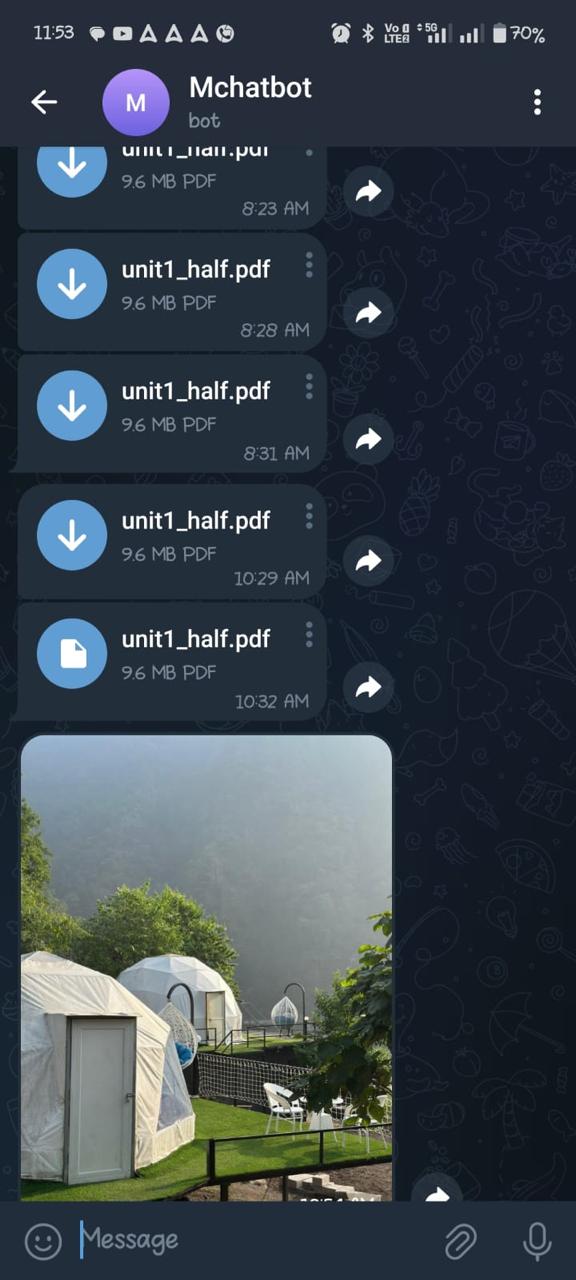 11:53
Vo
LTE2
5G
70%
M
Mchatbot
bot
unit1_half.pdf
9.6 MB PDF
8:23 AM
unit1_half.pdf
9.6 MB PDF
8:28 AM
unit1_half.pdf
9.6 MB PDF
8:31 AM
unit1_half.pdf
9.6 MB PDF
10:29 AM
unit1_half.pdf
9.6 MB PDF
10:32 AM
Message